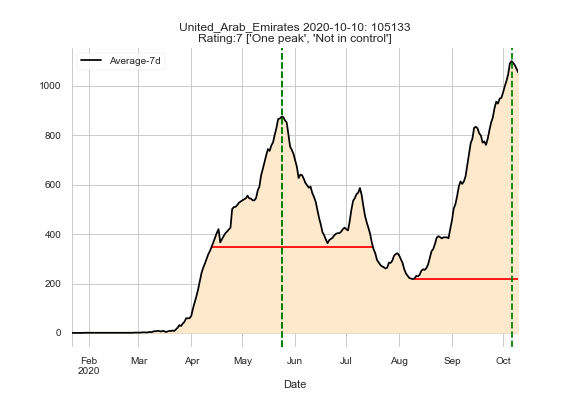 United_Arab_Emirates 2020-10-10: 105133
Rating:7 ['One peak', 'Not in control']
Average-7d
1000
800
600
400
200
0
Feb Mar Apr May Jun Jul Aug Sep Oct
2020
Date